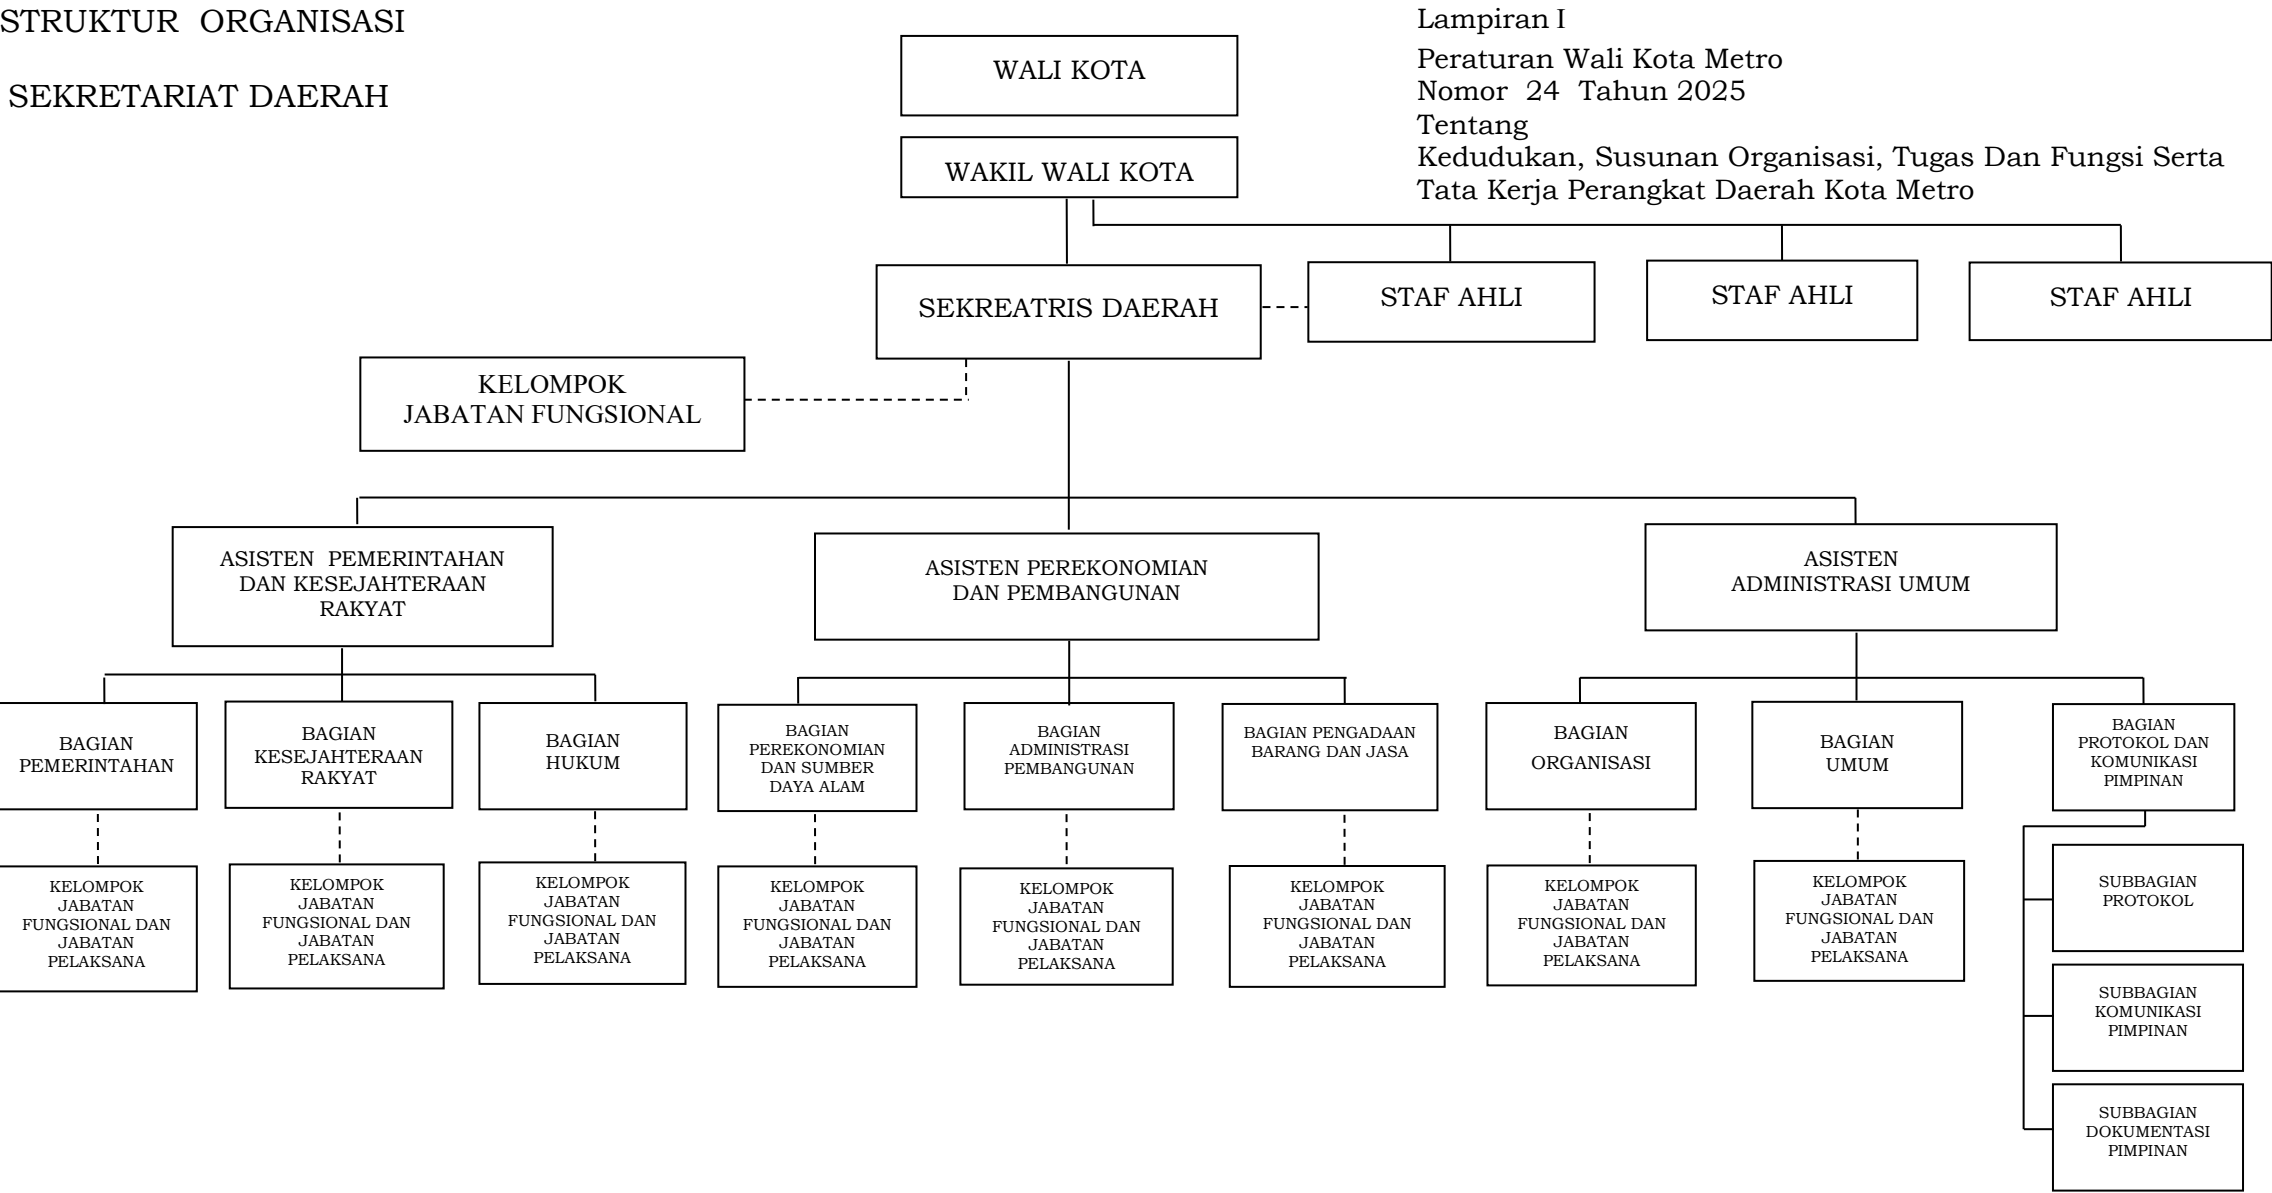 STRUKTUR ORGANISASI
SEKRETARIAT DAERAH
Lampiran I
Peraturan Wali Kota Metro
Nomor 24 Tahun 2025
Tentang
Kedudukan, Susunan Organisasi, Tugas Dan Fungsi Serta
Tata Kerja Perangkat Daerah Kota Metro
WALI KOTA
WAKIL WALI KOTA
SEKREATRIS DAERAH
STAF AHLI
STAF AHLI
STAF AHLI
KELOMPOK
JABATAN FUNGSIONAL
ASISTEN PEMERINTAHAN
DAN KESEJAHTERAAN
RAKYAT
ASISTEN PEREKONOMIAN
DAN PEMBANGUNAN
ASISTEN
ADMINISTRASI UMUM
BAGIAN
PEMERINTAHAN
BAGIAN
KESEJAHTERAAN
RAKYAT
BAGIAN
HUKUM
BAGIAN
PEREKONOMIAN
DAN SUMBER
DAYA ALAM
BAGIAN
ADMINISTRASI
PEMBANGUNAN
BAGIAN PENGADAAN
BARANG DAN JASA
BAGIAN
ORGANISASI
BAGIAN
UMUM
BAGIAN
PROTOKOL DAN
KOMUNIKASI
PIMPINAN
KELOMPOK
JABATAN
FUNGSIONAL DAN
JABATAN
PELAKSANA
KELOMPOK
JABATAN
FUNGSIONAL DAN
JABATAN
PELAKSANA
KELOMPOK
JABATAN
FUNGSIONAL DAN
JABATAN
PELAKSANA
KELOMPOK
JABATAN
FUNGSIONAL DAN
JABATAN
PELAKSANA
KELOMPOK
JABATAN
FUNGSIONAL DAN
JABATAN
PELAKSANA
KELOMPOK
JABATAN
FUNGSIONAL DAN
JABATAN
PELAKSANA
KELOMPOK
JABATAN
FUNGSIONAL DAN
JABATAN
PELAKSANA
KELOMPOK
JABATAN
FUNGSIONAL DAN
JABATAN
PELAKSANA
SUBBAGIAN
PROTOKOL
SUBBAGIAN
KOMUNIKASI
PIMPINAN
SUBBAGIAN
DOKUMENTASI
PIMPINAN